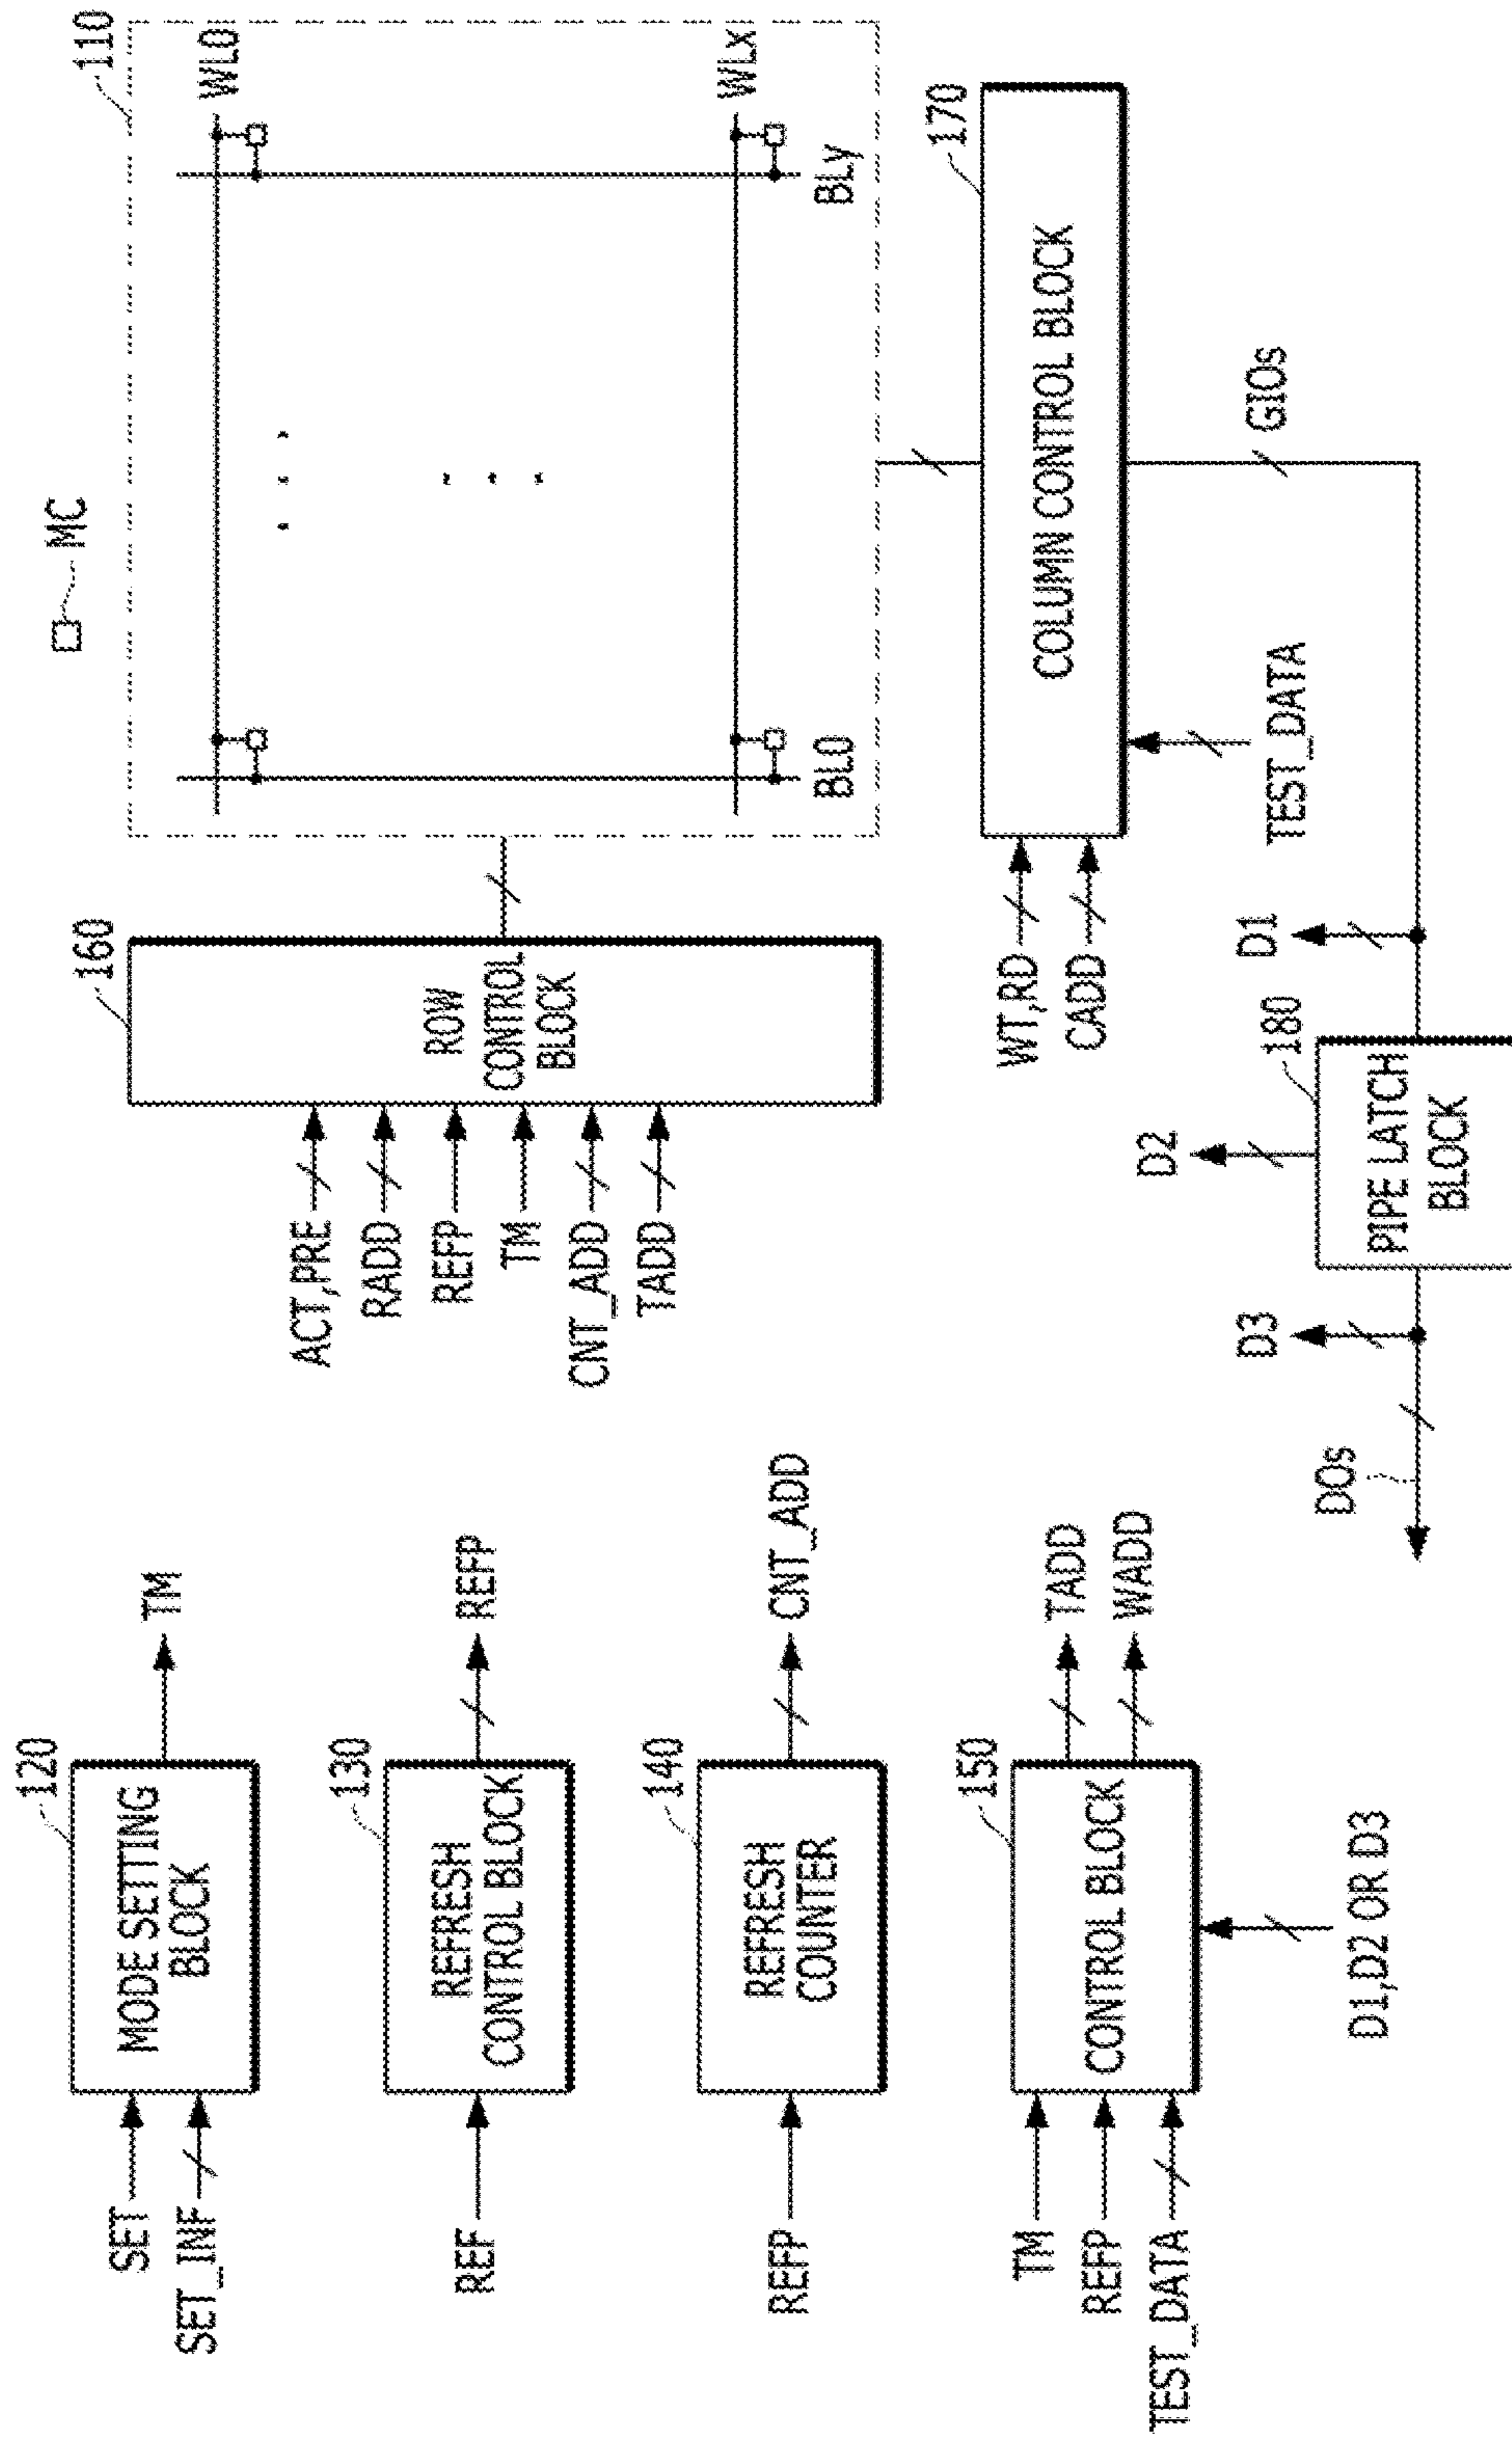 120
SET
SET_INF
MODE SETTING
BLOCK
TM
130
REF
REFRESH
CONTROL BLOCK
REFP
140
REFP
REFRESH
COUNTER
CNT_ADD
150
TM
REFP
TEST_DATA
CONTROL BLOCK
TADD
WADD
D1,D2 OR D3
MC
110
WL0
WLx
BL0
BLy
160
ACT,PRE
RADD
REFP
TM
CNT_ADD
TADD
ROW
CONTROL
BLOCK
170
WT,RD
CADD
COLUMN CONTROL BLOCK
TEST_DATA
GIOs
D1
D2
D3
180
PIPE LATCH
BLOCK
DOs